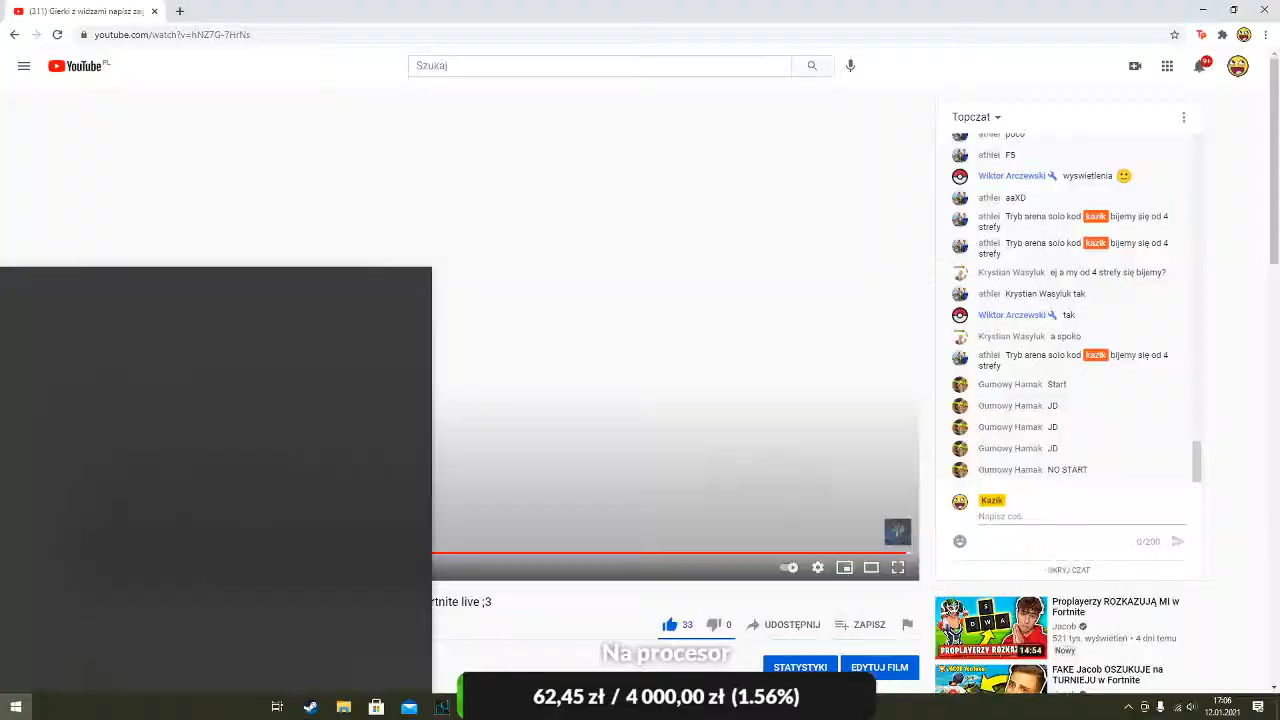 (311) Gierki z widzami napisz zag
youtube.com/watch?v=hNZ7G-7HrNs
YouTube PL
Szukaj
9+
Topczat
athlei poco
athlei F5
Wiktor Arczewski wyswietlenia
athlei aaXD
athlei Tryb arena solo kod kazik bijemy się od 4
strefy
athlei Tryb arena solo kod kazik bijemy się od 4
strefy
Krystian Wasyluk ej a my od 4 strefy się bijemy?
athlei Krystian Wasyluk tak
Wiktor Arczewski tak
Krystian Wasyluk a spoko
athlei Tryb arena solo kod kazik bijemy się od 4
strefy
Gumowy Hamak Start
Gumowy Hamak JD
Gumowy Hamak JD
Gumowy Hamak JD
Gumowy Hamak NO START
Kazik
Napisz coś.
0/200
UKRYJ CZAT
rtnite live ;3
33
0
UDOSTĘPNIJ
ZAPISZ
STATYSTYKI
EDYTUJ FILM
S
DWA
PROPLAYERZY ROZKA
14:54
Proplayerzy ROZKAZUJĄ MI w
Fortnite
Jacob
521 tys. wyświetleń • 4 dni temu
Nowy
FAKE Jacob OSZUKUJE na
TURNIEJU w Fortnite
Na procesor
62,45 zł / 4 000,00 zł (1.56%)
17:06
12.01.2021